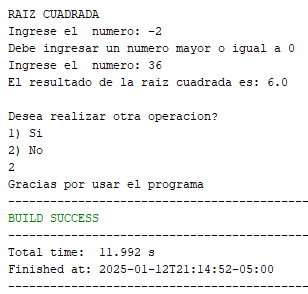 RAIZ CUADRADA
Ingrese el  numero: -2
Debe ingresar un numero mayor o igual a 0
Ingrese el  numero: 36
El resultado de la raiz cuadrada es: 6.0

Desea realizar otra operacion?
1) Si
2) No
2
Gracias por usar el programa
------------------------------------------------------------------------
BUILD SUCCESS
------------------------------------------------------------------------
Total time:  11.992 s
Finished at: 2025-01-12T21:14:52-05:00
------------------------------------------------------------------------